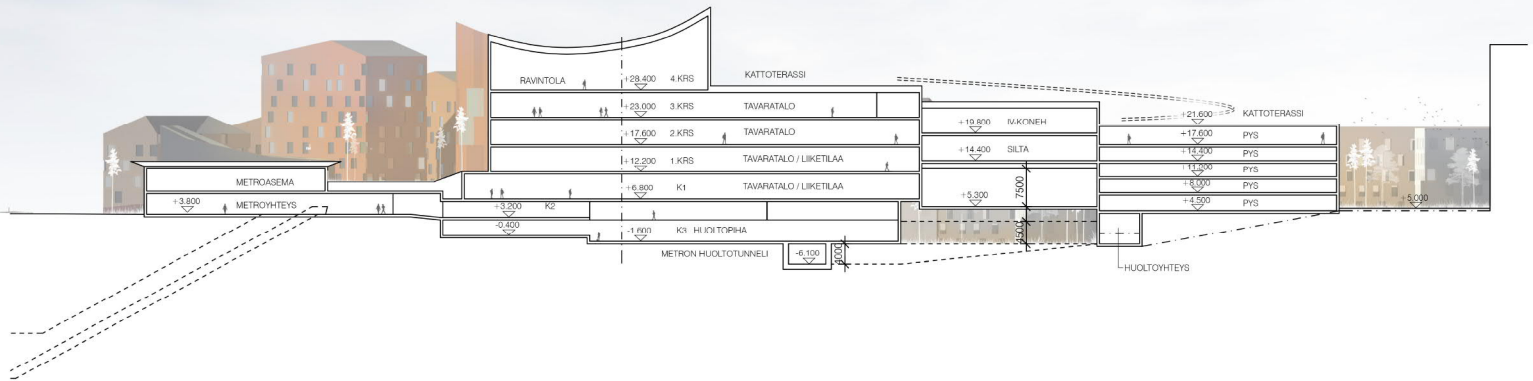 RAVINTOLA +28.400 4.KRS KATTOTERASSI
+23.000 3.KRS TAVARATALO
+17.600 2.KRS TAVARATALO
+12.200 1.KRS TAVARATALO / LIIKETILAA
+6.800 K1 TAVARATALO / LIIKETILAA
METROASEMA
+3.800 METROYHTEYS
+3.200 K2
-0.400
-1.600 K3 HUOLTOPIHA
METRON HUOLTOTUNNELI -6.100
4000
+19.800 IV-KONEH
+14.400 SILTA
+5.300
7500
4500
+21.600 KATTOTERASSI
+17.600 PYS
+14.400 PYS
+11.200 PYS
+8.000 PYS
+4.500 PYS
+5.000
HUOLTOYHTEYS